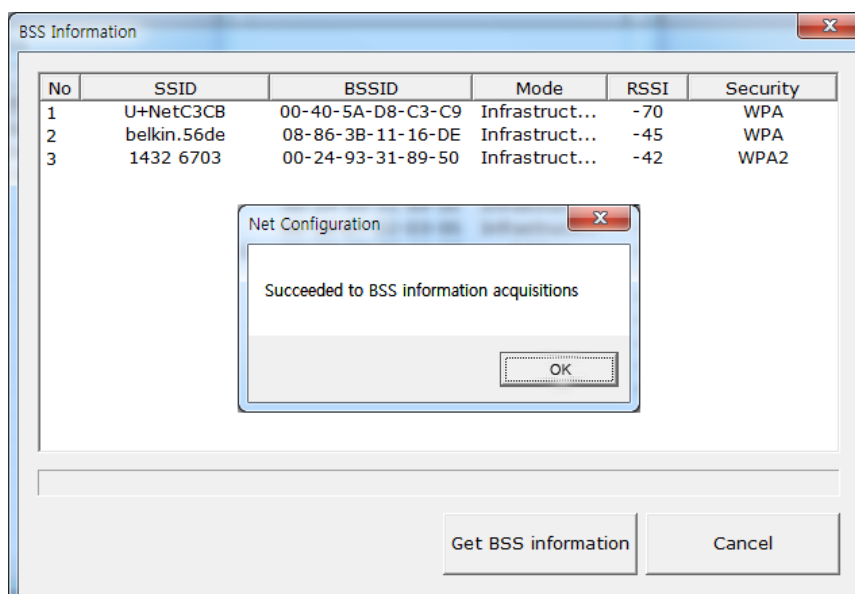 BSS Information
No SSID BSSID Mode RSSI Security
1 U+NetC3CB 00-40-5A-D8-C3-C9 Infrastruct... -70 WPA
2 belkin.56de 08-86-3B-11-16-DE Infrastruct... -45 WPA
3 1432 6703 00-24-93-31-89-50 Infrastruct... -42 WPA2
Net Configuration
Succeeded to BSS information acquisitions
OK
Get BSS information Cancel